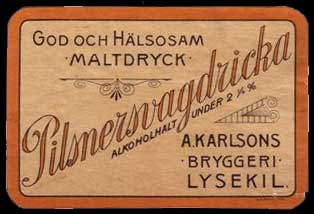 GOD OCH HÄLSOSAM
·MALTDRYCK·
Pilsnersvagdricka
ALKOHOLHALT UNDER 2 ¼ %
A.KARLSONS
·BRYGGERI·
LYSEKIL.